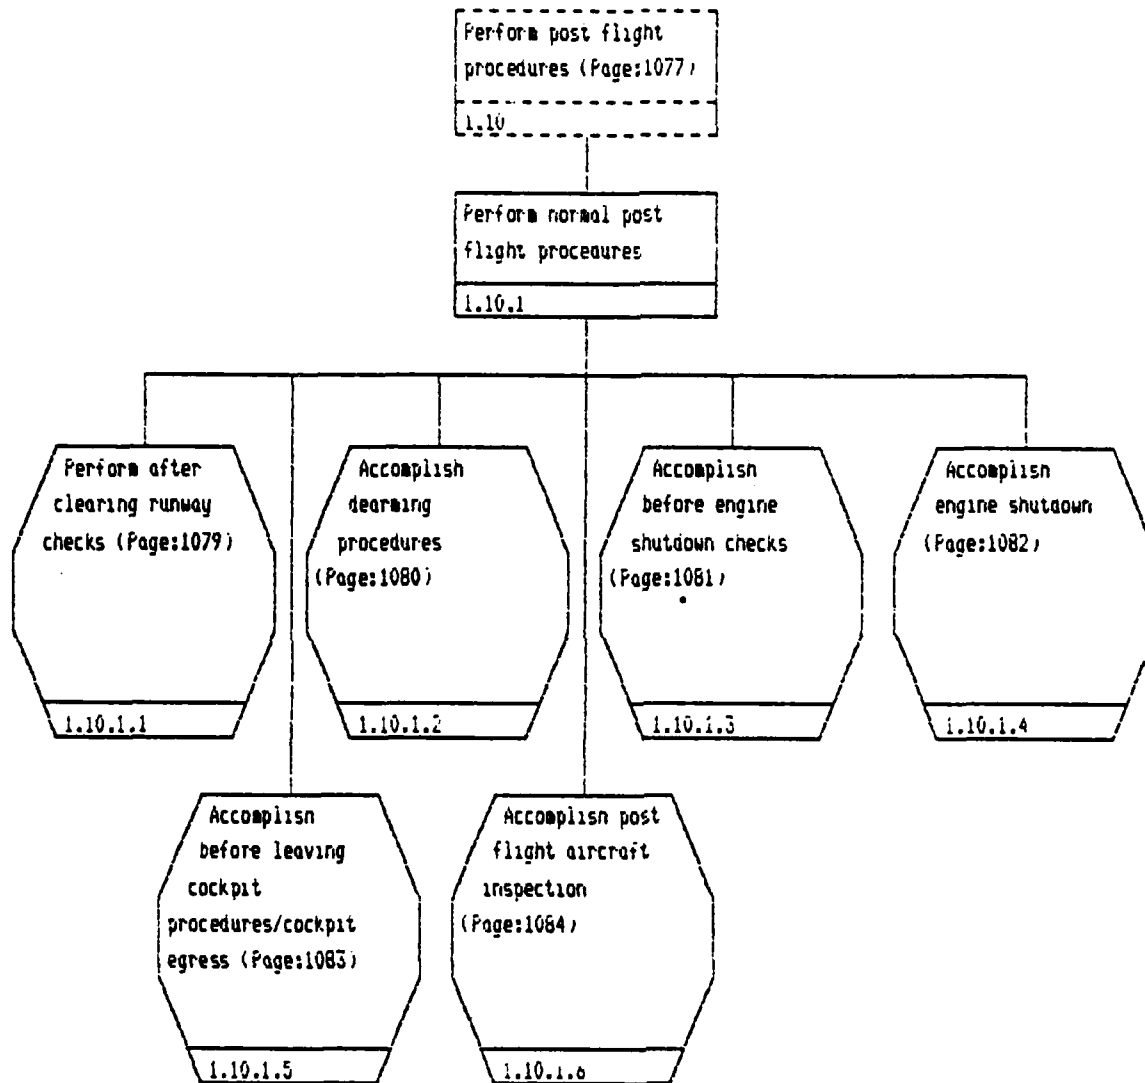 Perform post flight
procedures (Page:1077)
1.10
Perform normal post
flight procedures
1.10.1
Perform after
clearing runway
checks (Page:1079)
1.10.1.1
Accomplish
dearming
procedures
(Page:1080)
1.10.1.2
Accomplish
before engine
shutdown checks
(Page:1081)
1.10.1.3
Accomplish
engine shutdown
(Page:1082)
1.10.1.4
Accomplish
before leaving
cockpit
procedures/cockpit
egress (Page:1083)
1.10.1.5
Accomplish post
flight aircraft
inspection
(Page:1084)
1.10.1.6